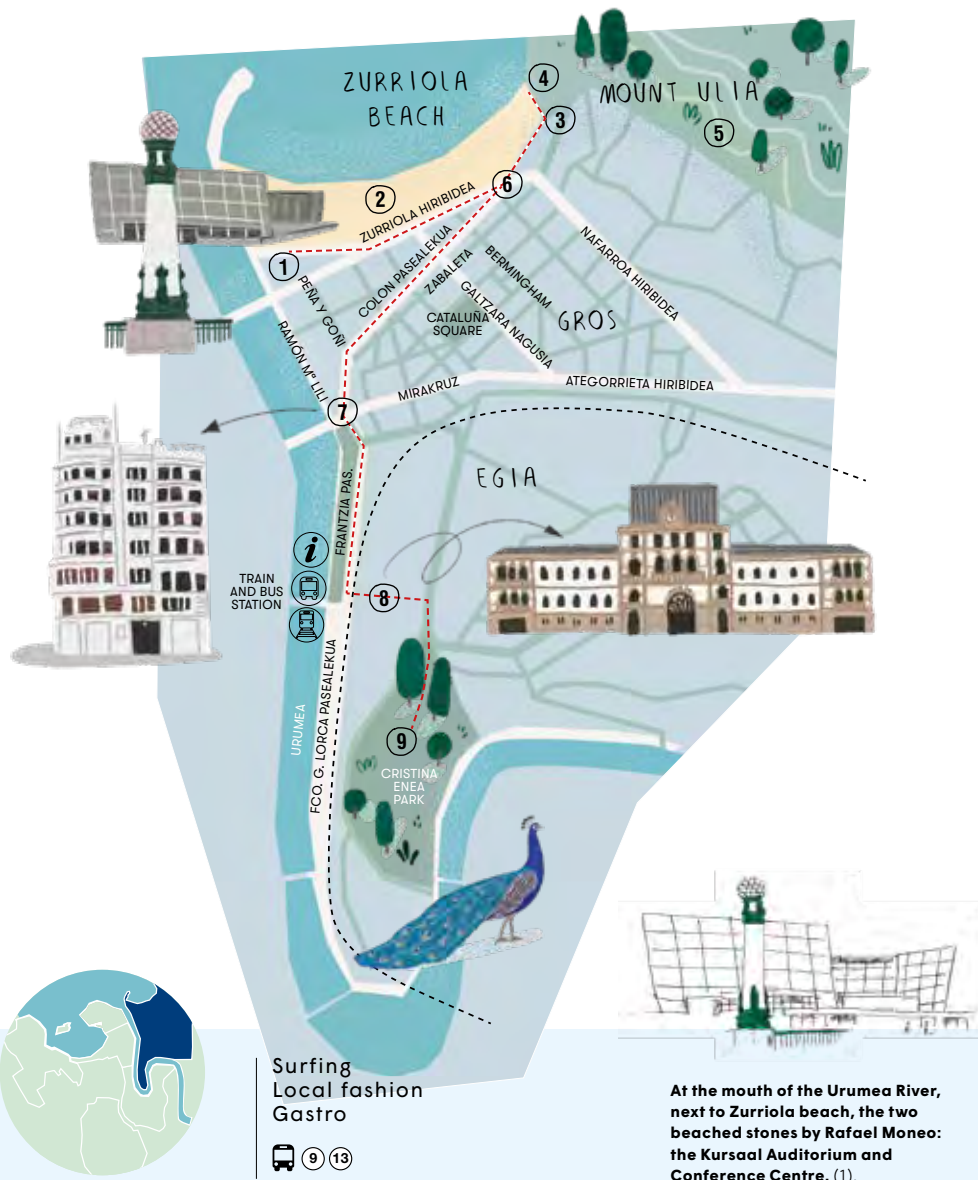 ZURRIOLA
BEACH
4
MOUNT ULIA
3
5
2
6
ZURRIOLA HIRIBIDEA
1
PEÑA Y GOÑI
COLON PASEALEKUA
ZABALETA
BERMINGHAM
NAFARROA HIRIBIDEA
GALTZARA NAGUSIA
CATALUÑA
SQUARE
GROS
RAMÓN Mª LILI
MIRAKRUZ
ATEGORRIETA HIRIBIDEA
7
EGIA
FRANTZIA PAS.
i
TRAIN
AND BUS
STATION
8
URUMEA
FCO. G. LORCA PASEALEKUA
9
CRISTINA
ENEA
PARK
Surfing
Local fashion
Gastro
9 13
At the mouth of the Urumea River,
next to Zurriola beach, the two
beached stones by Rafael Moneo:
the Kursaal Auditorium and
Conference Centre. (1).